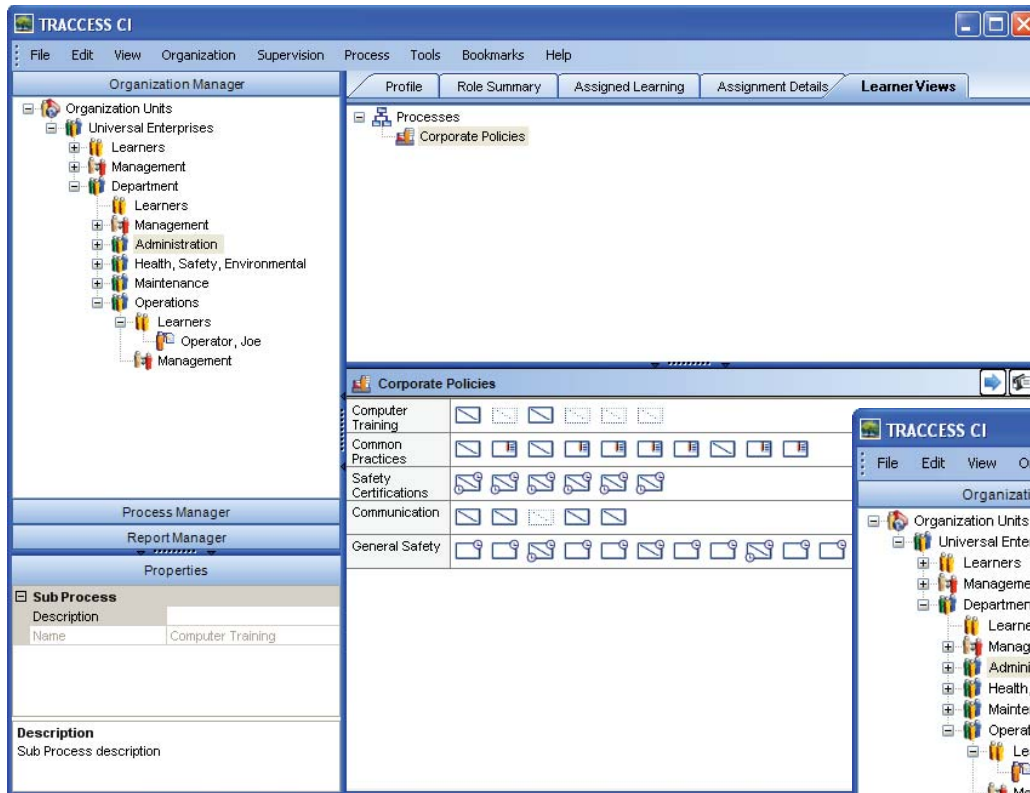 TRACCESS CI
File Edit View Organization Supervision Process Tools Bookmarks Help
Organization Manager
Organization Units
Universal Enterprises
Learners
Management
Department
Learners
Management
Administration
Health, Safety, Environmental
Maintenance
Operations
Learners
Operator, Joe
Management
Process Manager
Report Manager
Properties
Sub Process
Description
Name Computer Training
Description
Sub Process description
Profile Role Summary Assigned Learning Assignment Details Learner Views
Processes
Corporate Policies
Corporate Policies
Computer
Training
Common
Practices
Safety
Certifications
Communication
General Safety
TRACCESS CI
File Edit View O
Organizati
Organization Units
Universal Ente
Learners
Manageme
Departmen
Learne
Manag
Admini
Health,
Mainte
Operat
Le
Ma